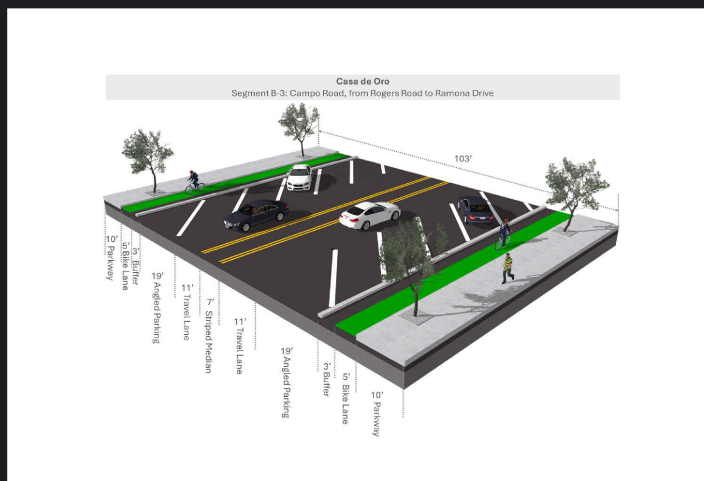 Casa de Oro
Segment B-3: Campo Road, from Rogers Road to Ramona Drive
103'
10' Parkway
5' Bike Lane
3' Buffer
19' Angled Parking
11' Travel Lane
7' Striped Median
11' Travel Lane
19' Angled Parking
3' Buffer
5' Bike Lane
10' Parkway